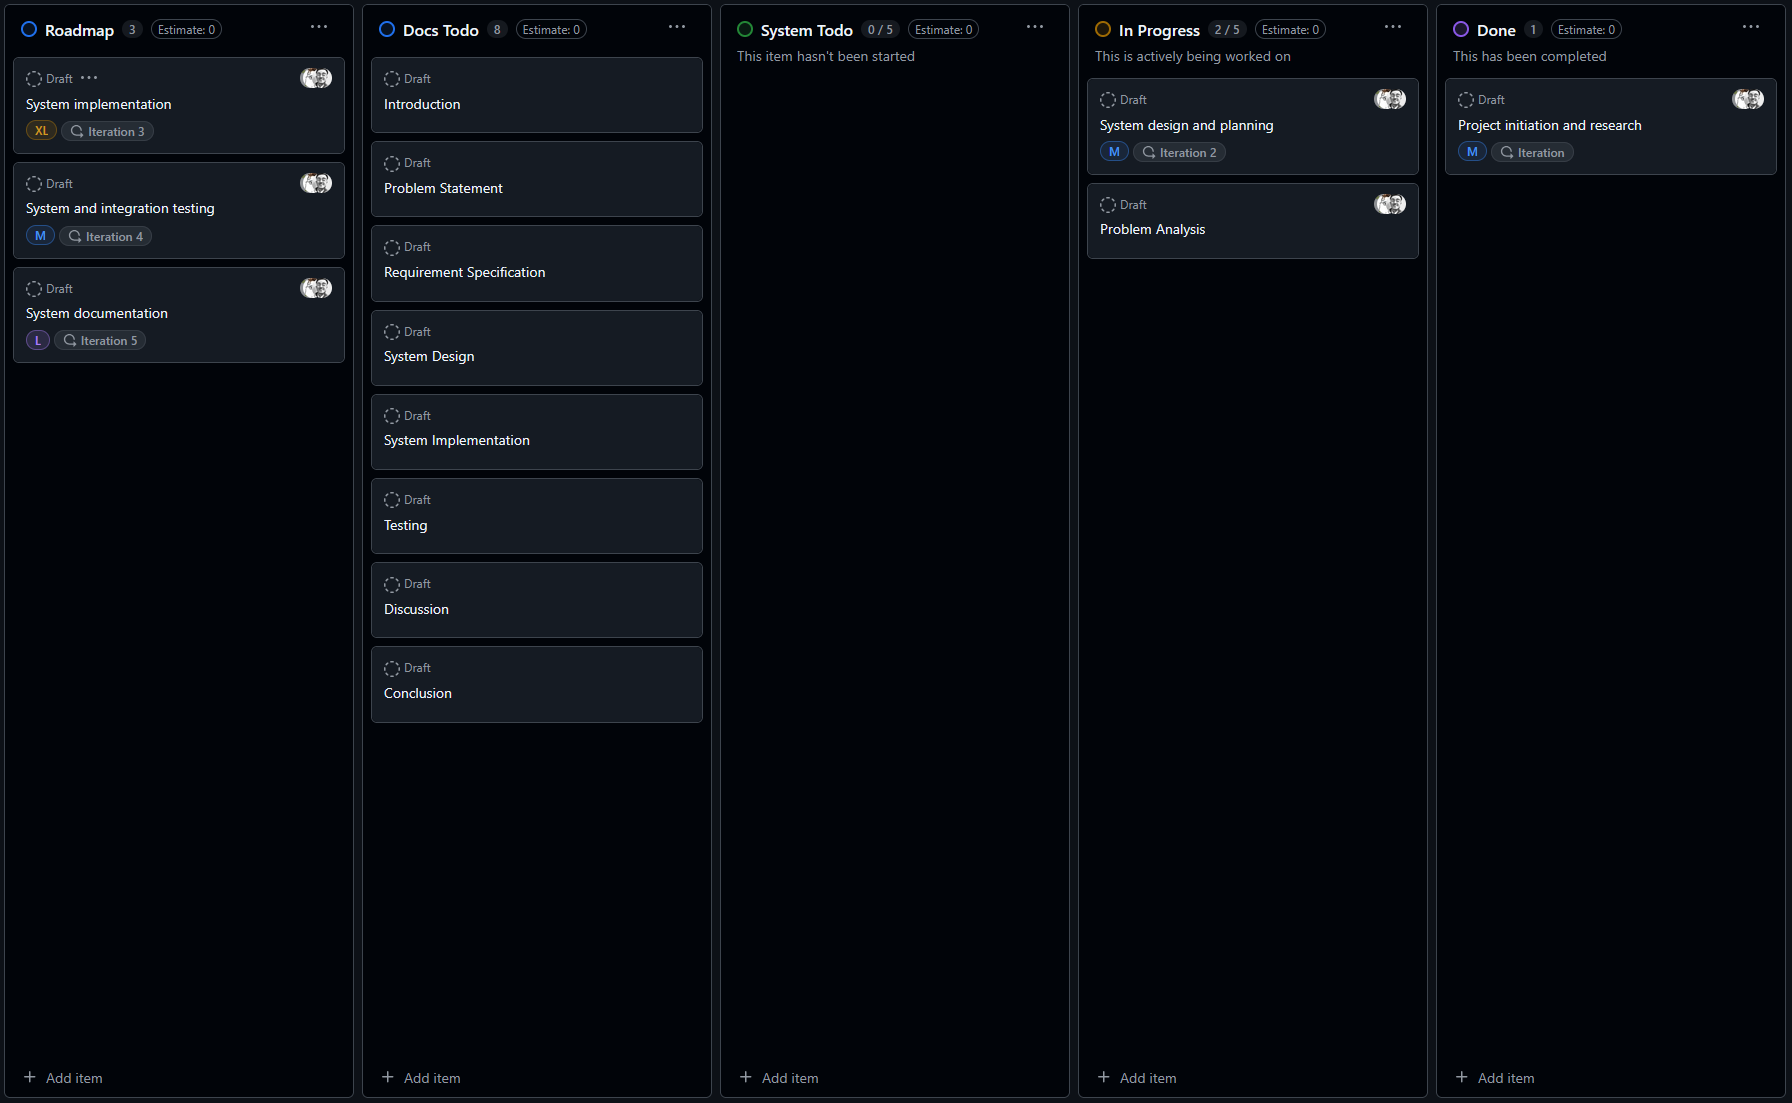 Roadmap 3 Estimate: 0
Draft
System implementation
XL Iteration 3
Draft
System and integration testing
M Iteration 4
Draft
System documentation
L Iteration 5
Add item
Docs Todo 8 Estimate: 0
Draft
Introduction
Draft
Problem Statement
Draft
Requirement Specification
Draft
System Design
Draft
System Implementation
Draft
Testing
Draft
Discussion
Draft
Conclusion
Add item
System Todo 0 / 5 Estimate: 0
This item hasn't been started
Add item
In Progress 2 / 5 Estimate: 0
This is actively being worked on
Draft
System design and planning
M Iteration 2
Draft
Problem Analysis
Add item
Done 1 Estimate: 0
This has been completed
Draft
Project initiation and research
M Iteration
Add item